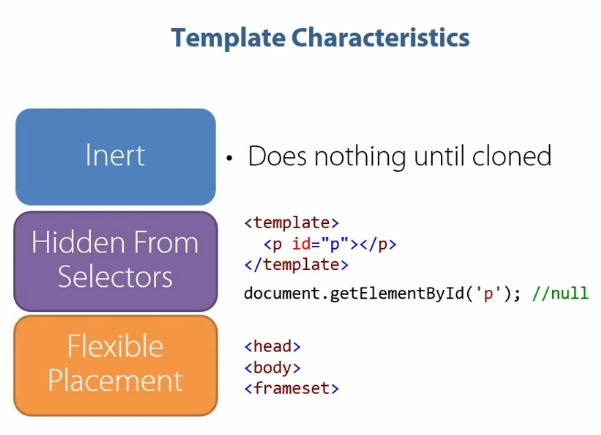 Template Characteristics
Inert
• Does nothing until cloned
Hidden From
Selectors
<template>
<p id="p"></p>
</template>
document.getElementById('p'); //null
Flexible
Placement
<head>
<body>
<frameset>